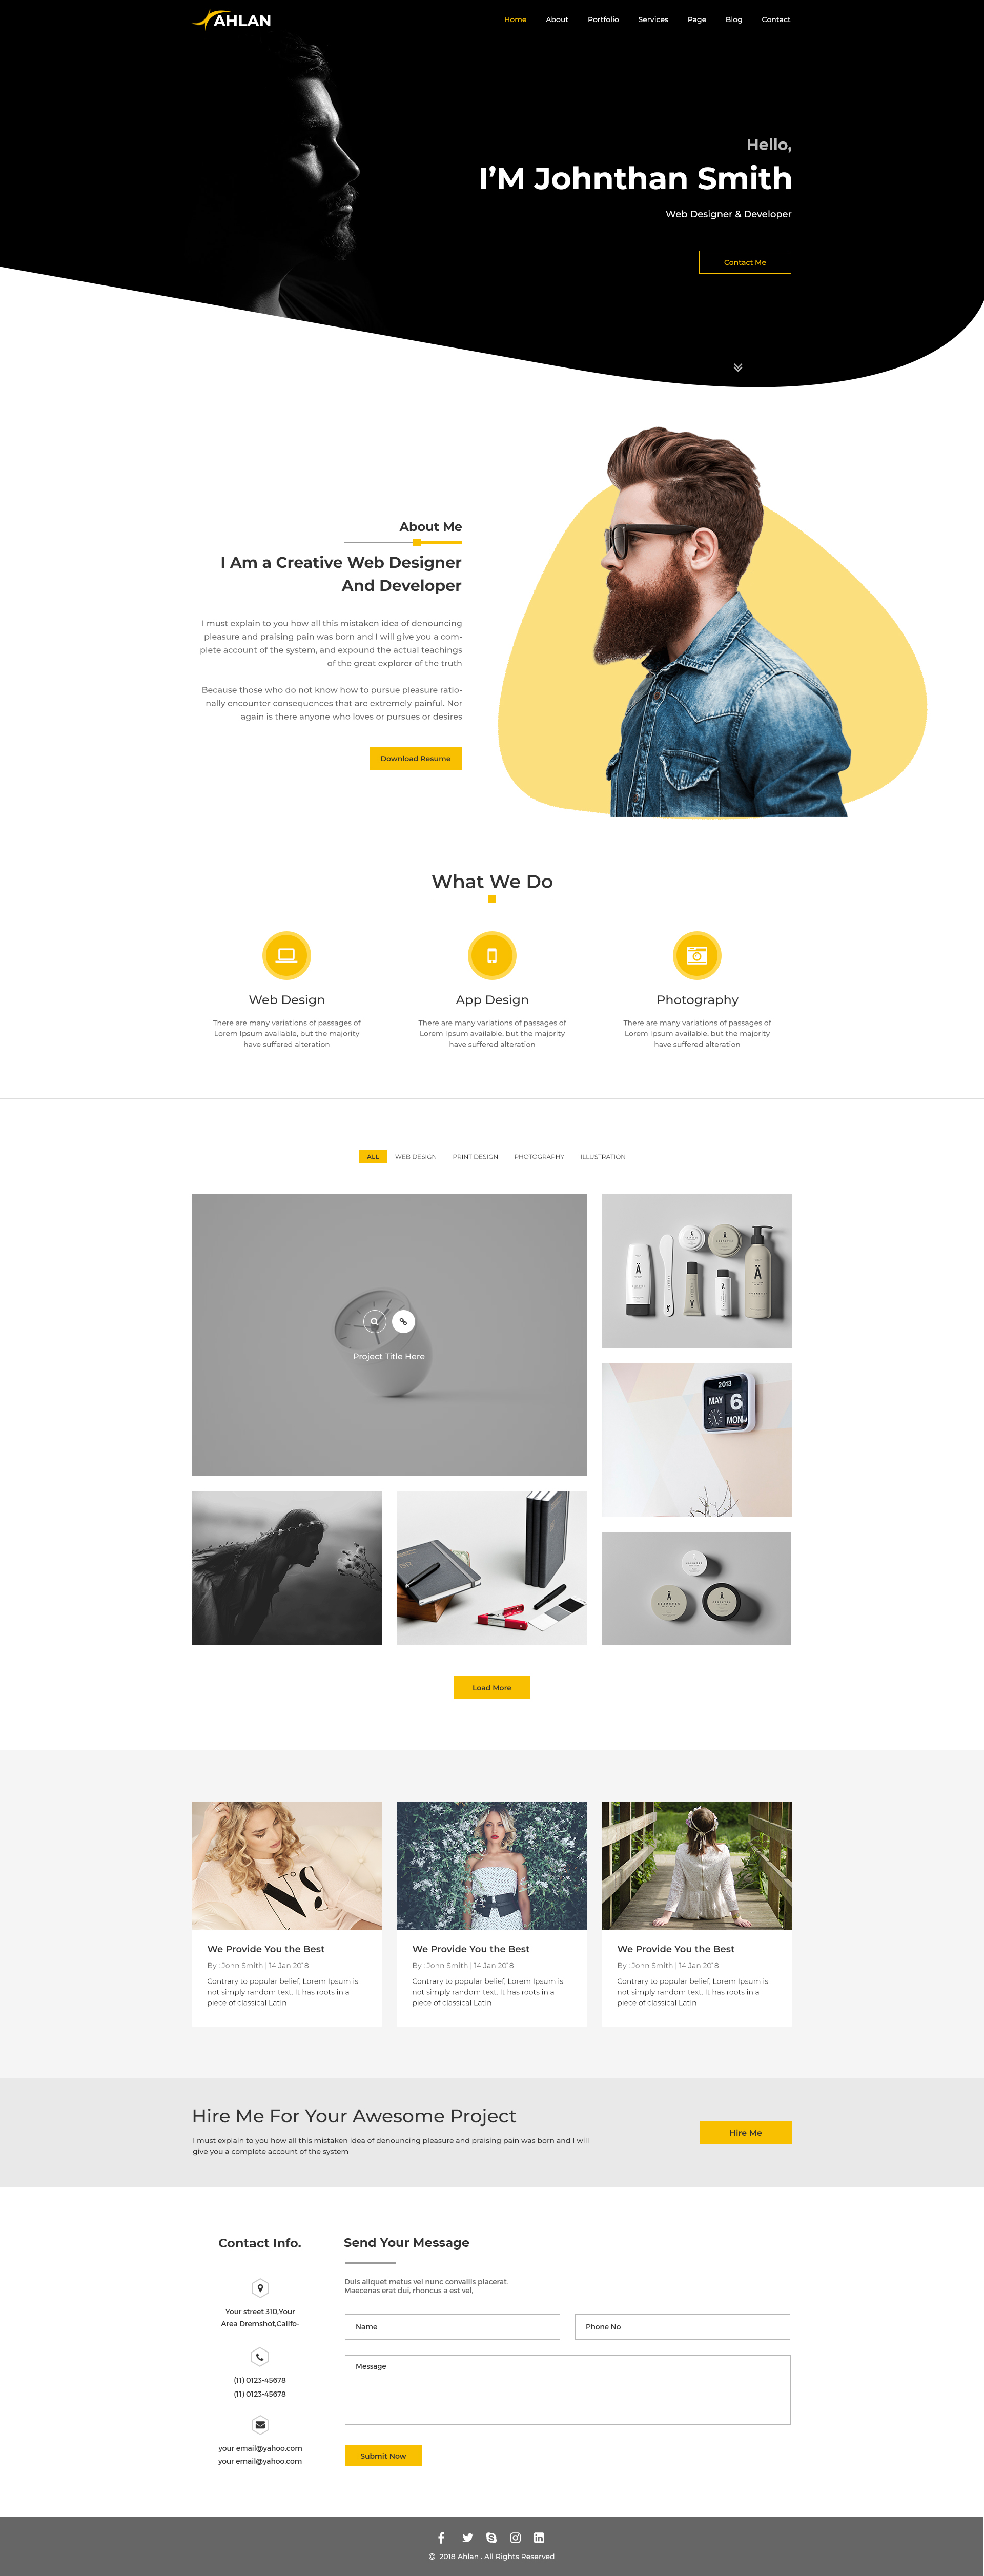 AHLAN
Home About Portfolio Services Page Blog Contact
Hello,
I'M Johnthan Smith
Web Designer & Developer
Contact Me
About Me
I Am a Creative Web Designer
And Developer
I must explain to you how all this mistaken idea of denouncing
pleasure and praising pain was born and I will give you a com-
plete account of the system, and expound the actual teachings
of the great explorer of the truth
Because those who do not know how to pursue pleasure ratio-
nally encounter consequences that are extremely painful. Nor
again is there anyone who loves or pursues or desires
Download Resume
What We Do
Web Design
There are many variations of passages of
Lorem Ipsum available, but the majority
have suffered alteration
App Design
There are many variations of passages of
Lorem Ipsum available, but the majority
have suffered alteration
Photography
There are many variations of passages of
Lorem Ipsum available, but the majority
have suffered alteration
ALL WEB DESIGN PRINT DESIGN PHOTOGRAPHY ILLUSTRATION
Project Title Here
Ä
Ä
2013
MAY 6
MON
Ä
Ä
Load More
We Provide You the Best
By : John Smith | 14 Jan 2018
Contrary to popular belief, Lorem Ipsum is
not simply random text. It has roots in a
piece of classical Latin
We Provide You the Best
By : John Smith | 14 Jan 2018
Contrary to popular belief, Lorem Ipsum is
not simply random text. It has roots in a
piece of classical Latin
We Provide You the Best
By : John Smith | 14 Jan 2018
Contrary to popular belief, Lorem Ipsum is
not simply random text. It has roots in a
piece of classical Latin
Hire Me For Your Awesome Project
I must explain to you how all this mistaken idea of denouncing pleasure and praising pain was born and I will
give you a complete account of the system
Hire Me
Contact Info.
Your street 310,Your
Area Dremshot,Califo-
(11) 0123-45678
(11) 0123-45678
your email@yahoo.com
your email@yahoo.com
Send Your Message
Duis aliquet metus vel nunc convallis placerat.
Maecenas erat dui, rhoncus a est vel,
Name
Phone No.
Message
Submit Now
© 2018 Ahlan . All Rights Reserved